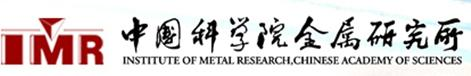 IMR
中国科学院金属研究所
INSTITUTE OF METAL RESEARCH,CHINESE ACADEMY OF SCIENCES